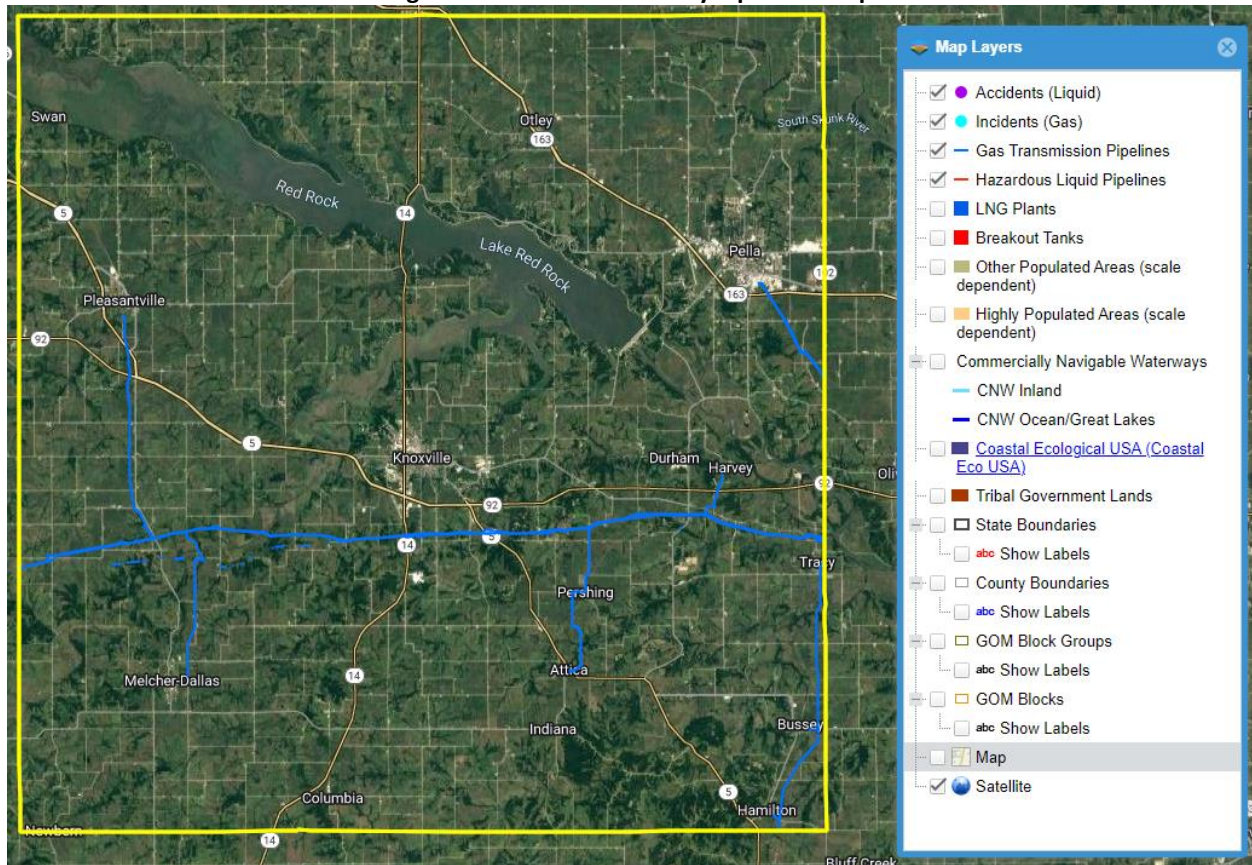 Swan
5
Otley
163
South Skunk River
Red Rock
14
Lake Red Rock
Pella
163
Pleasantville
92
5
Knoxville
Durham
Harvey
92
92
5
14
Tracy
Pershing
Attica
14
Melcher-Dallas
Indiana
Bussey
Columbia
5
Hamilton
14
Newbern
Bluff Creek
Map Layers
Accidents (Liquid)
Incidents (Gas)
Gas Transmission Pipelines
Hazardous Liquid Pipelines
LNG Plants
Breakout Tanks
Other Populated Areas (scale
dependent)
Highly Populated Areas (scale
dependent)
Commercially Navigable Waterways
CNW Inland
CNW Ocean/Great Lakes
Coastal Ecological USA (Coastal
Eco USA)
Tribal Government Lands
State Boundaries
abc Show Labels
County Boundaries
abc Show Labels
GOM Block Groups
abc Show Labels
GOM Blocks
abc Show Labels
Map
Satellite